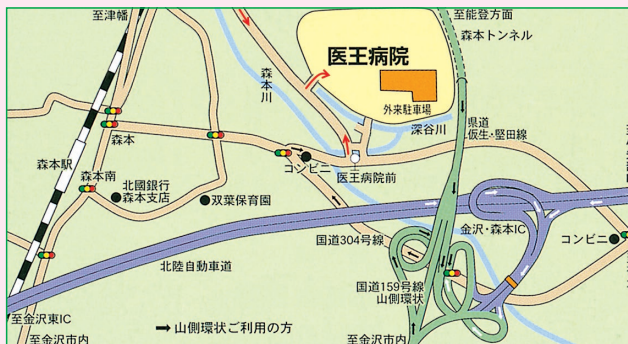 至津幡
至能登方面
森本トンネル
医王病院
外来駐車場
森本川
深谷川
県道
仮生・堅田線
森本
森本駅
森本南
北國銀行
森本支店
双葉保育園
コンビニ
医王病院前
国道304号線
金沢・森本IC
コンビニ
北陸自動車道
国道159号線
山側環状
至金沢東IC
至金沢市内
➞山側環状ご利用の方
至金沢市内